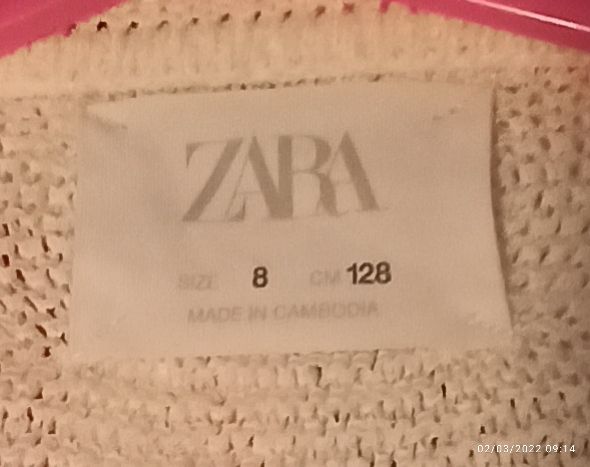 ZARA
SIZE 8 CM 128
MADE IN CAMBODIA
02/03/2022 09:14